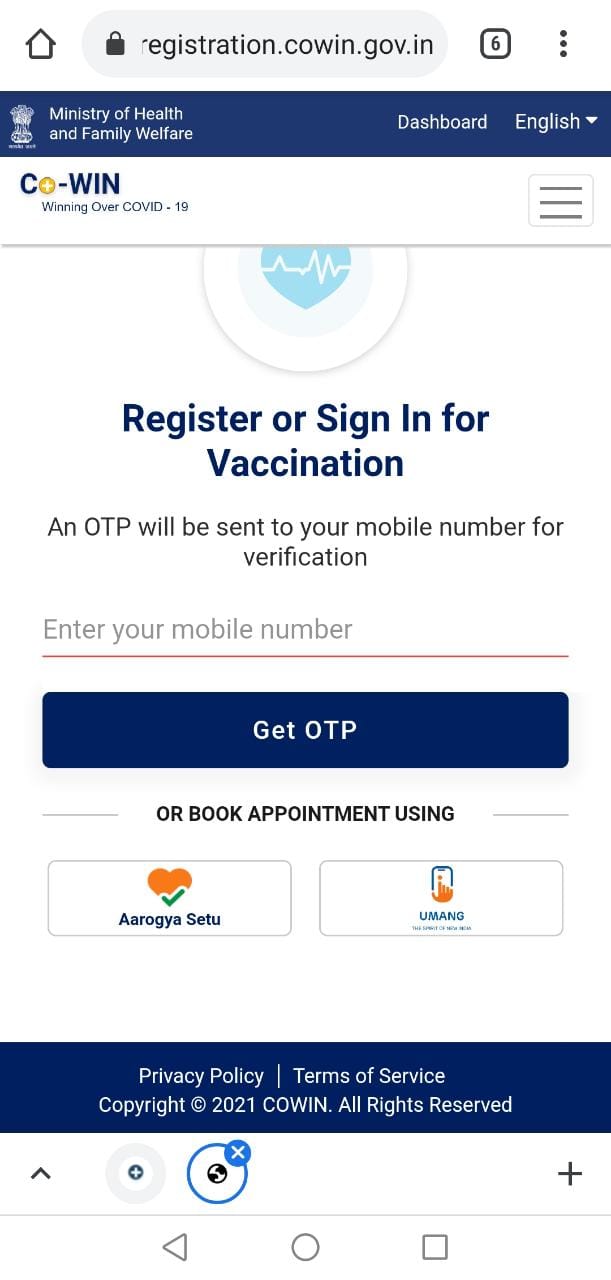 registration.cowin.gov.in
6
Ministry of Health
and Family Welfare
Dashboard
English
Co-WIN
Winning Over COVID - 19
Register or Sign In for
Vaccination
An OTP will be sent to your mobile number for
verification
Enter your mobile number
Get OTP
OR BOOK APPOINTMENT USING
Aarogya Setu
UMANG
THE SPIRIT OF NEW INDIA
Privacy Policy | Terms of Service
Copyright © 2021 COWIN. All Rights Reserved